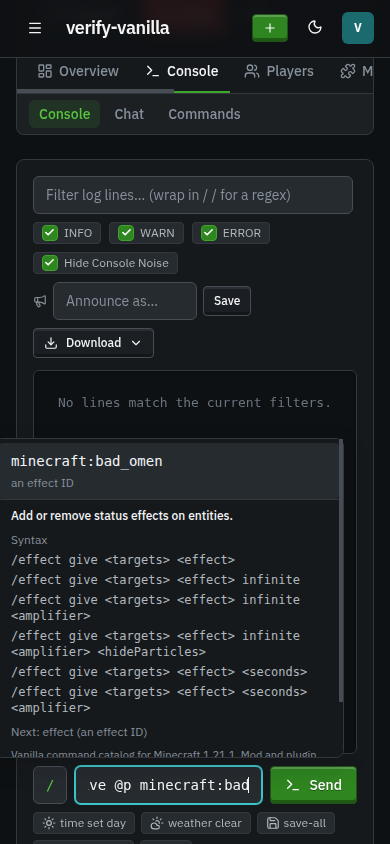 verify-vanilla
V
Overview
Console
Players
M
Console
Chat
Commands
Filter log lines... (wrap in / / for a regex)
INFO
WARN
ERROR
Hide Console Noise
Announce as...
Save
Download
No lines match the current filters.
minecraft:bad_omen
an effect ID
Add or remove status effects on entities.
Syntax
/effect give <targets> <effect>
/effect give <targets> <effect> infinite
/effect give <targets> <effect> infinite
<amplifier>
/effect give <targets> <effect> infinite
<amplifier> <hideParticles>
/effect give <targets> <effect> <seconds>
/effect give <targets> <effect> <seconds>
<amplifier>
Next: effect (an effect ID)
Vanilla command catalog for Minecraft 1.21.1. Mod and plugin
/
ve @p minecraft:bad
Send
time set day
weather clear
save-all